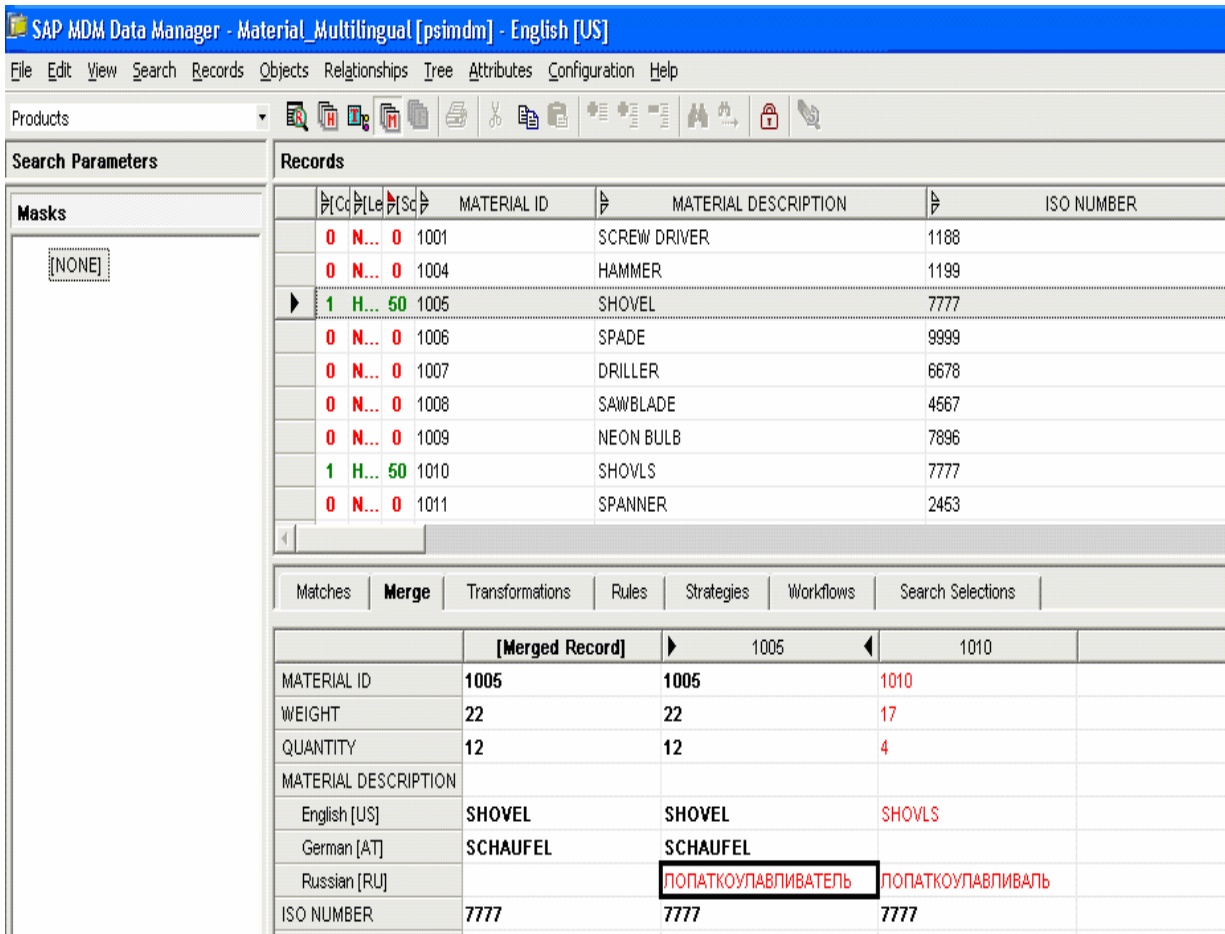 SAP MDM Data Manager - Material_Multilingual [psimdm] - English [US]
File Edit View Search Records Objects Relationships Tree Attributes Configuration Help
Products
Search Parameters Records
Masks
[NONE]
[Cc [Le [Sc MATERIAL ID MATERIAL DESCRIPTION ISO NUMBER
0 N... 0 1001 SCREW DRIVER 1188
0 N... 0 1004 HAMMER 1199
1 H... 50 1005 SHOVEL 7777
0 N... 0 1006 SPADE 9999
0 N... 0 1007 DRILLER 6678
0 N... 0 1008 SAWBLADE 4567
0 N... 0 1009 NEON BULB 7896
1 H... 50 1010 SHOVLS 7777
0 N... 0 1011 SPANNER 2453
Matches Merge Transformations Rules Strategies Workflows Search Selections
[Merged Record] 1005 1010
MATERIAL ID 1005 1005 1010
WEIGHT 22 22 17
QUANTITY 12 12 4
MATERIAL DESCRIPTION
English [US] SHOVEL SHOVEL SHOVLS
German [AT] SCHAUFEL SCHAUFEL
Russian [RU] ЛОПАТКОУЛАВЛИВАТЕЛЬ ЛОПАТКОУЛАВЛИВАЛЬ
ISO NUMBER 7777 7777 7777